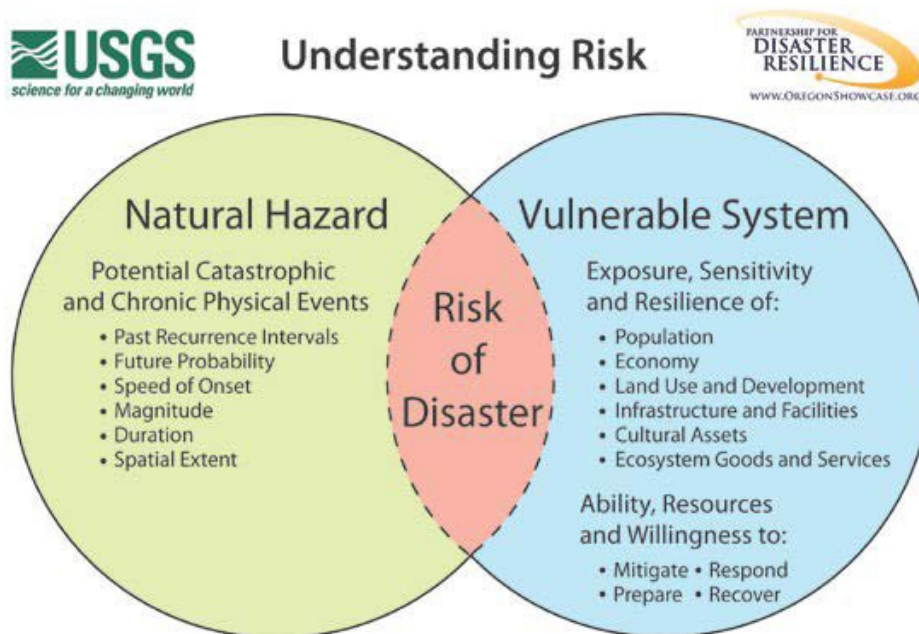 USGS
science for a changing world
Understanding Risk
PARTNERSHIP FOR
DISASTER
RESILIENCE
WWW.OREGONSHOWCASE.ORG
Natural Hazard
Potential Catastrophic
and Chronic Physical Events
• Past Recurrence Intervals
• Future Probability
• Speed of Onset
• Magnitude
• Duration
• Spatial Extent
Risk
of
Disaster
Vulnerable System
Exposure, Sensitivity
and Resilience of:
• Population
• Economy
• Land Use and Development
• Infrastructure and Facilities
• Cultural Assets
• Ecosystem Goods and Services
Ability, Resources
and Willingness to:
• Mitigate • Respond
• Prepare • Recover